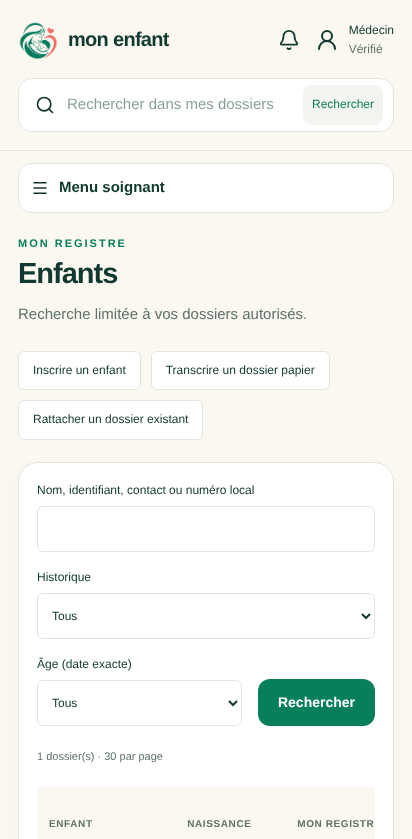 mon enfant
Médecin
Vérifié
Rechercher dans mes dossiers
Rechercher
Menu soignant
MON REGISTRE
Enfants
Recherche limitée à vos dossiers autorisés.
Inscrire un enfant
Transcrire un dossier papier
Rattacher un dossier existant
Nom, identifiant, contact ou numéro local
Historique
Tous
Âge (date exacte)
Tous
Rechercher
1 dossier(s) · 30 par page
ENFANT NAISSANCE MON REGISTR